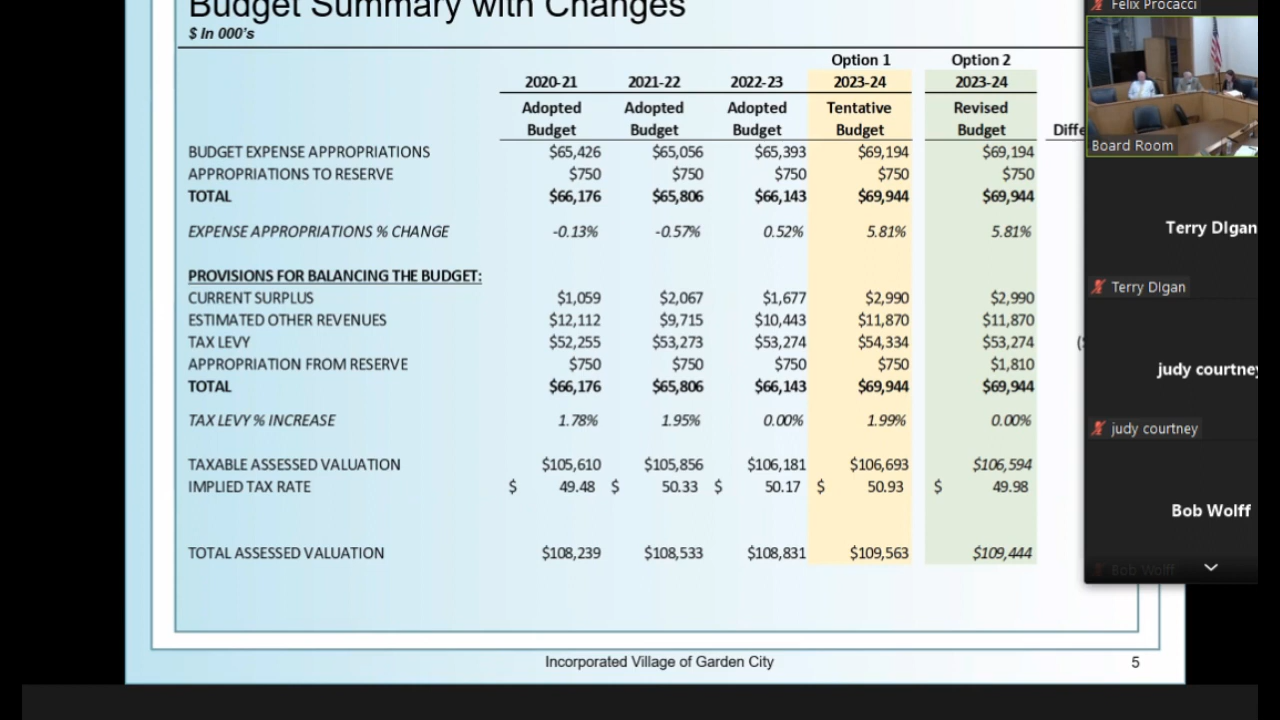 Budget Summary with Changes
$ In 000's
Option 1 Option 2
2020-21 2021-22 2022-23 2023-24 2023-24
Adopted Adopted Adopted Tentative Revised
Budget Budget Budget Budget Budget
BUDGET EXPENSE APPROPRIATIONS $65,426 $65,056 $65,393 $69,194 $69,194
APPROPRIATIONS TO RESERVE $750 $750 $750 $750 $750
TOTAL $66,176 $65,806 $66,143 $69,944 $69,944
EXPENSE APPROPRIATIONS % CHANGE -0.13% -0.57% 0.52% 5.81% 5.81%
PROVISIONS FOR BALANCING THE BUDGET:
CURRENT SURPLUS $1,059 $2,067 $1,677 $2,990 $2,990
ESTIMATED OTHER REVENUES $12,112 $9,715 $10,443 $11,870 $11,870
TAX LEVY $52,255 $53,273 $53,274 $54,334 $53,274
APPROPRIATION FROM RESERVE $750 $750 $750 $750 $1,810
TOTAL $66,176 $65,806 $66,143 $69,944 $69,944
TAX LEVY % INCREASE 1.78% 1.95% 0.00% 1.99% 0.00%
TAXABLE ASSESSED VALUATION $105,610 $105,856 $106,181 $106,693 $106,594
IMPLIED TAX RATE $ 49.48 $ 50.33 $ 50.17 $ 50.93 $ 49.98
TOTAL ASSESSED VALUATION $108,239 $108,533 $108,831 $109,563 $109,444
Incorporated Village of Garden City 5
Felix Procacci
Board Room
Terry DIgan
Terry DIgan
judy courtney
judy courtney
Bob Wolff
Bob Wolff